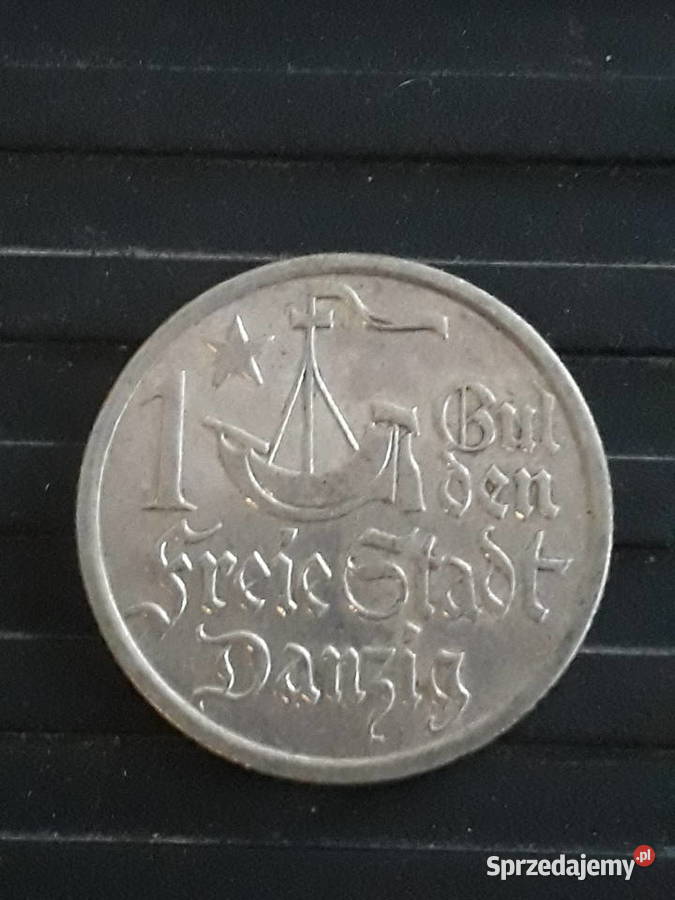 1 Gul
den
Freie Stadt
Danzig
Sprzedajemy.pl